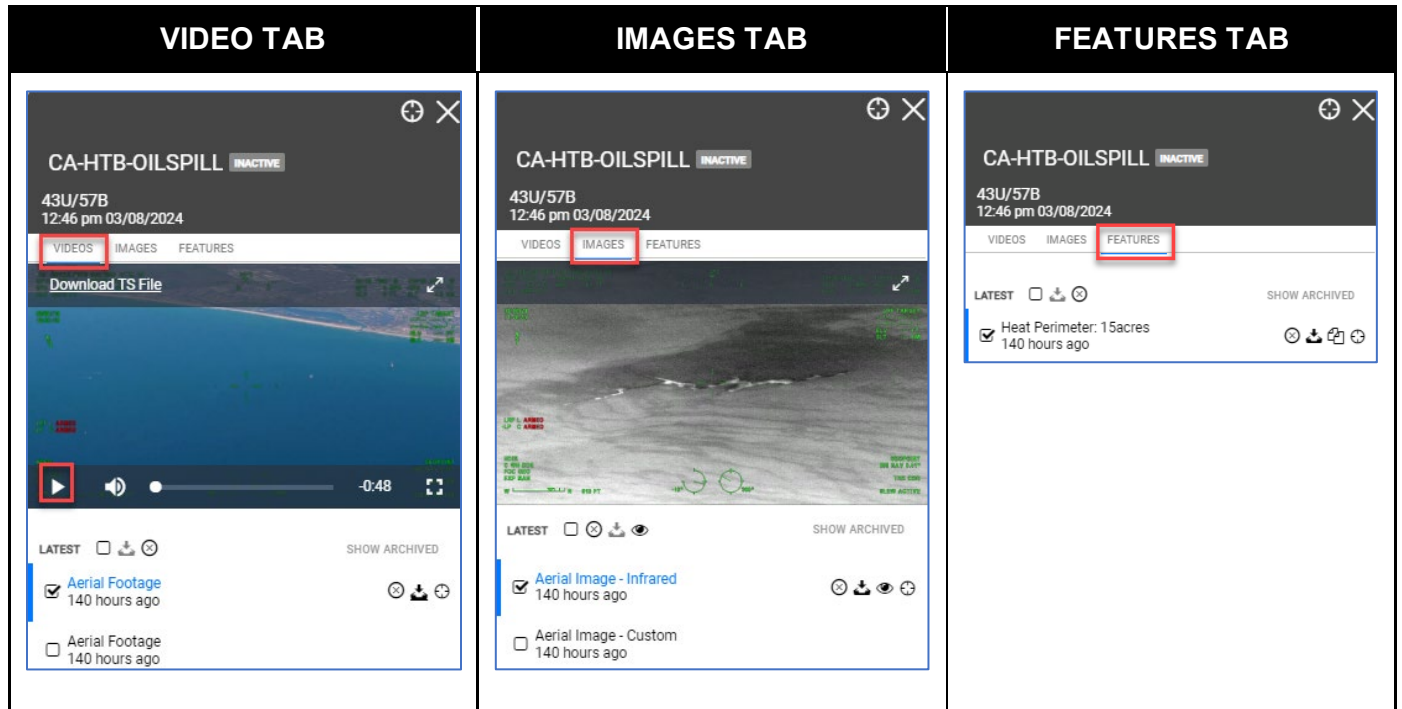 VIDEO TAB
IMAGES TAB
FEATURES TAB
CA-HTB-OILSPILL INACTIVE
43U/57B
12:46 pm 03/08/2024
VIDEOS IMAGES FEATURES
Download TS File
-0:48
LATEST SHOW ARCHIVED
Aerial Footage
140 hours ago
Aerial Footage
140 hours ago
CA-HTB-OILSPILL INACTIVE
43U/57B
12:46 pm 03/08/2024
VIDEOS IMAGES FEATURES
LATEST SHOW ARCHIVED
Aerial Image - Infrared
140 hours ago
Aerial Image - Custom
140 hours ago
CA-HTB-OILSPILL INACTIVE
43U/57B
12:46 pm 03/08/2024
VIDEOS IMAGES FEATURES
LATEST SHOW ARCHIVED
Heat Perimeter: 15acres
140 hours ago